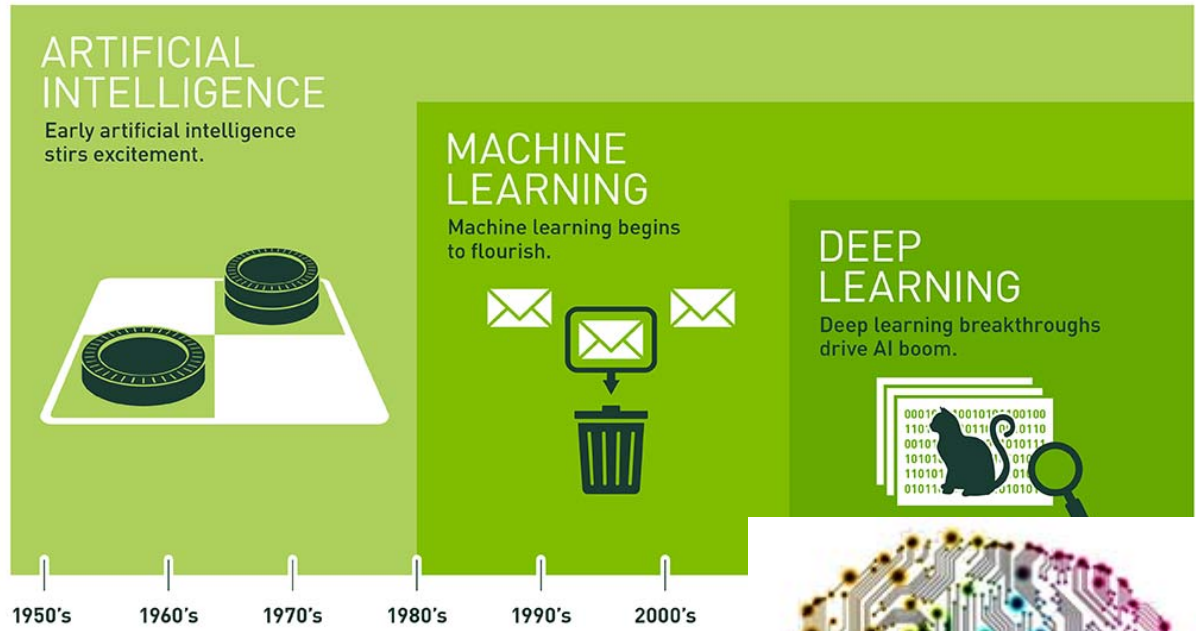 ARTIFICIAL
INTELLIGENCE
Early artificial intelligence
stirs excitement.
MACHINE
LEARNING
Machine learning begins
to flourish.
DEEP
LEARNING
Deep learning breakthroughs
drive AI boom.
1950's 1960's 1970's 1980's 1990's 2000's